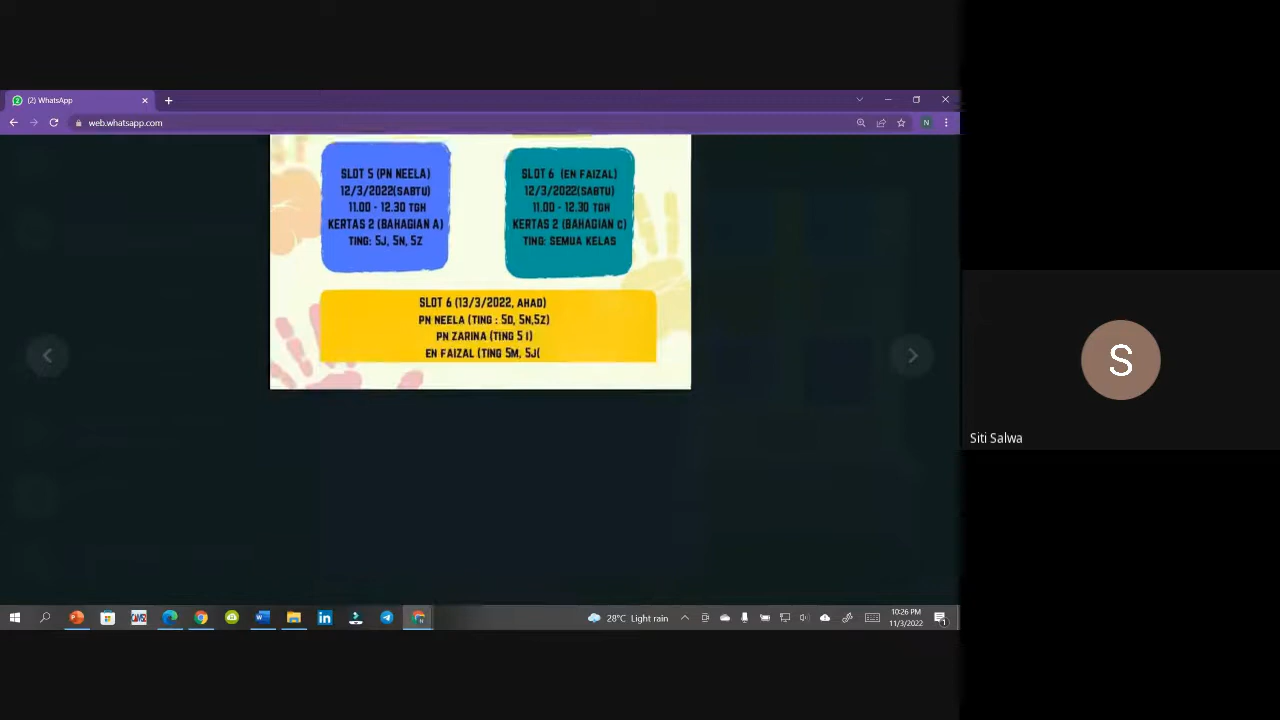 (2) WhatsApp
web.whatsapp.com
N
SLOT 5 (PN NEELA)
12/3/2022(SABTU)
11.00 - 12.30 TGH
KERTAS 2 (BAHAGIAN A)
TING: 5J, 5N, 5Z
SLOT 6 (EN FAIZAL)
12/3/2022(SABTU)
11.00 - 12.30 TGH
KERTAS 2 (BAHAGIAN C)
TING: SEMUA KELAS
SLOT 6 (13/3/2022, AHAD)
PN NEELA (TING : 5D, 5N,5Z)
PN ZARINA (TING 5 I)
EN FAIZAL (TING 5M, 5J(
S
Siti Salwa
28°C Light rain
10:26 PM
11/3/2022